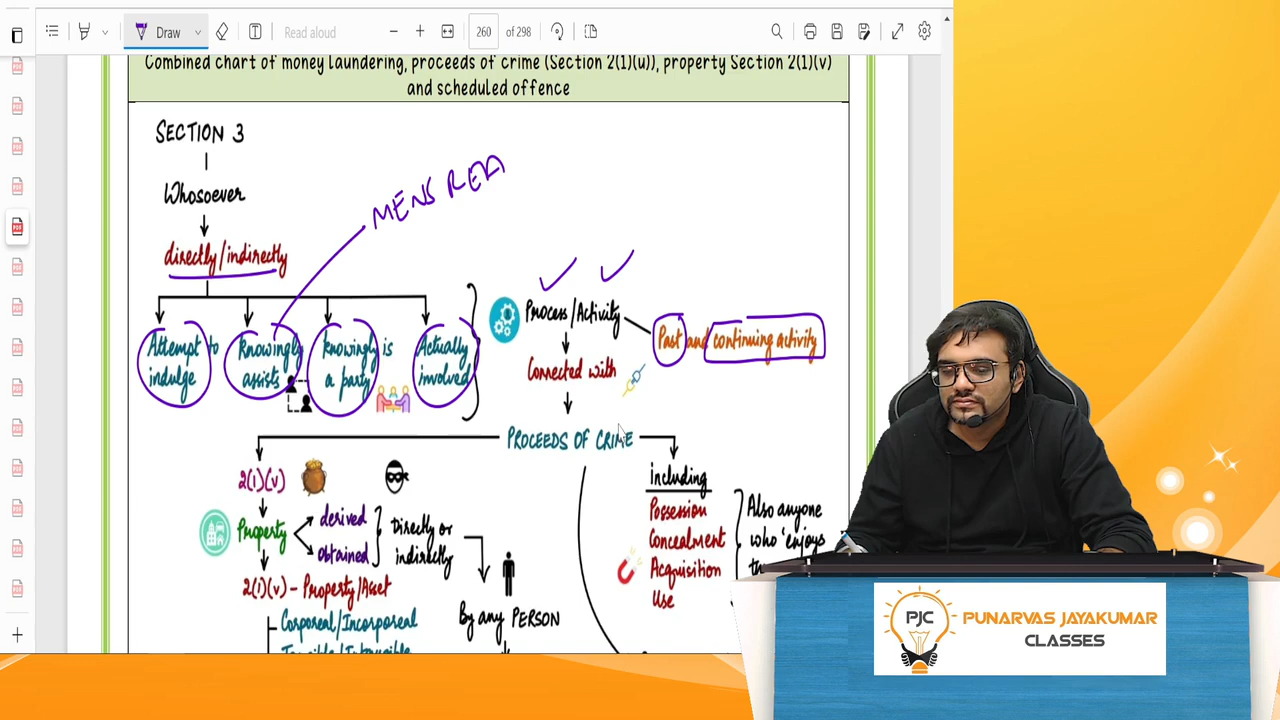 Draw
Read aloud
260 of 298
Combined chart of money laundering, proceeds of crime (Section 2(1)(u)), property Section 2(1)(v)
and scheduled offence
SECTION 3
Whosoever
directly/indirectly
MENS REA
Attempt to indulge
Knowingly assists
Knowingly is a party
Actually involved
Process/Activity
Past and continuing activity
Connected with
PROCEEDS OF CRIME
2(1)(v)
Property
derived
obtained
Directly or
indirectly
By any PERSON
2(1)(v) - Property/Asset
Corporeal/Incorporeal
Tangible/Intangible
including
Possession
Concealment
Acquisition
Use
Also anyone
who 'enjoys
PJC
PUNARVAS JAYAKUMAR
CLASSES